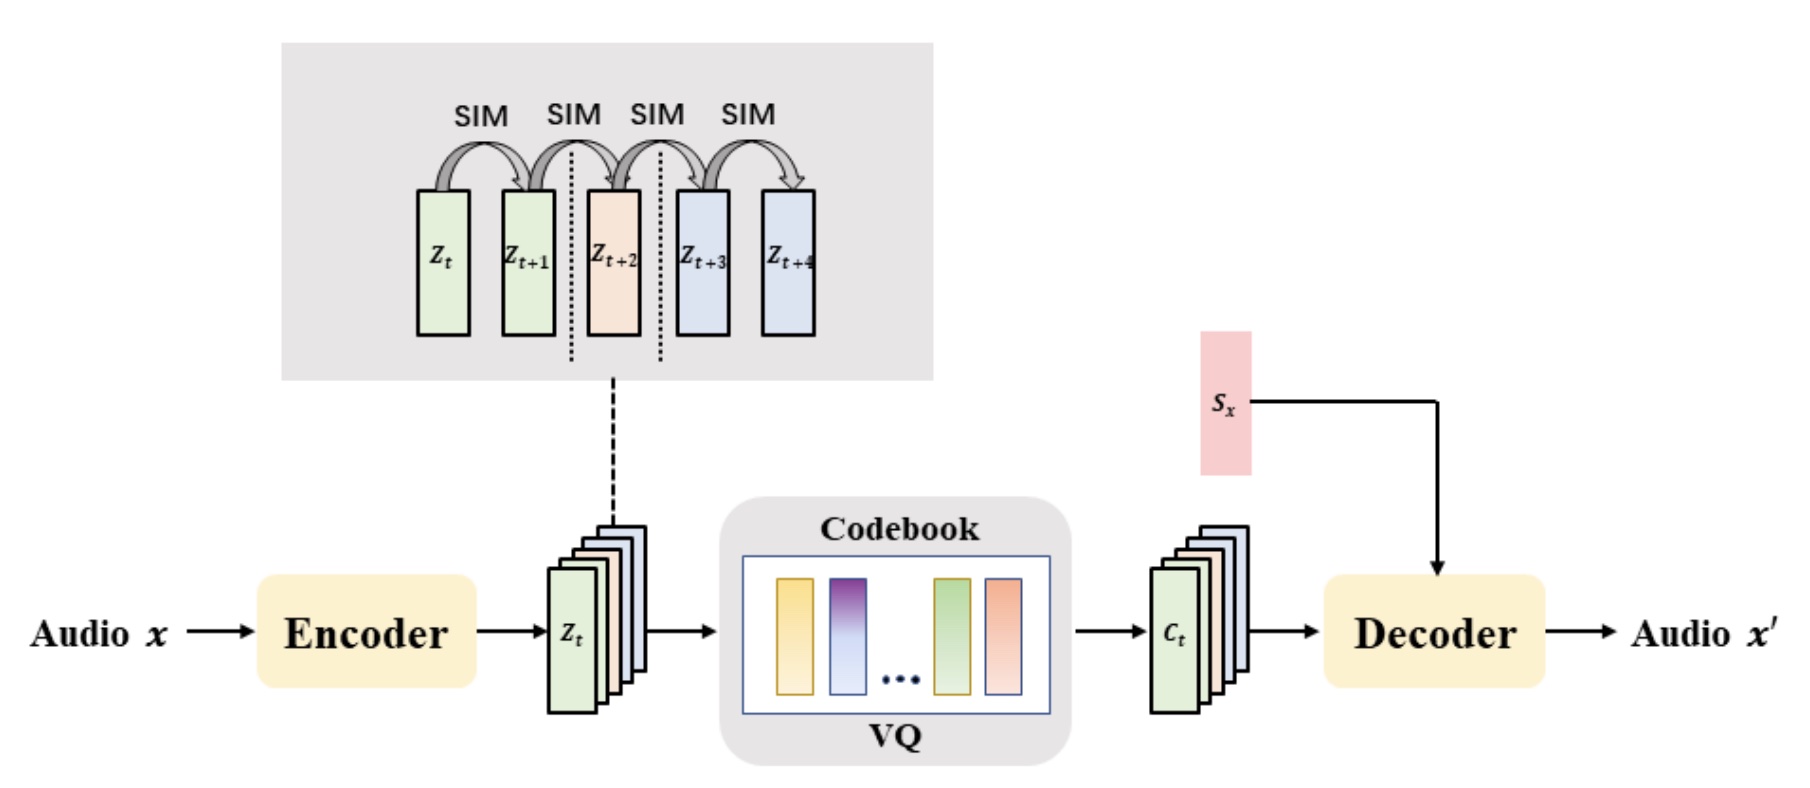 SIM SIM SIM SIM
Z_t Z_{t+1} Z_{t+2} Z_{t+3} Z_{t+4}
S_x
Codebook
Audio x Encoder Z_t ... C_t Decoder Audio x′
VQ